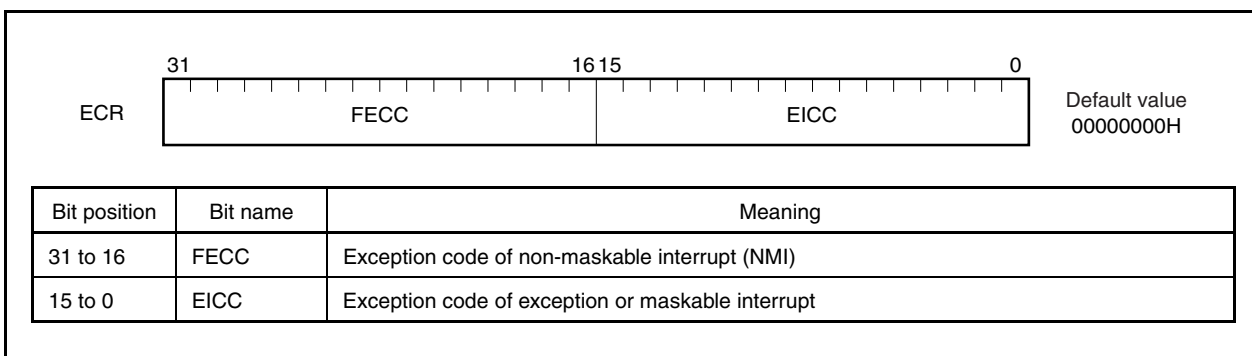 31 16 15 0
ECR FECC EICC Default value
00000000H
Bit position Bit name Meaning
31 to 16 FECC Exception code of non-maskable interrupt (NMI)
15 to 0 EICC Exception code of exception or maskable interrupt